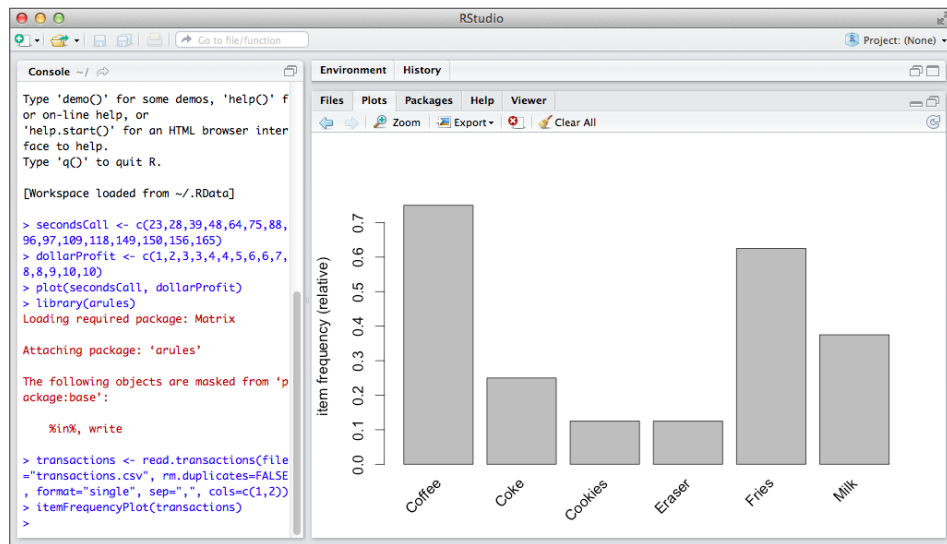 RStudio
Go to file/function
Project: (None)
Console ~/
Type 'demo()' for some demos, 'help()' f
or on-line help, or
'help.start()' for an HTML browser inter
face to help.
Type 'q()' to quit R.
[Workspace loaded from ~/.RData]
> secondsCall <- c(23,28,39,48,64,75,88,
96,97,109,118,149,150,156,165)
> dollarProfit <- c(1,2,3,3,4,4,5,6,6,7,
8,8,9,10,10)
> plot(secondsCall, dollarProfit)
> library(arules)
Loading required package: Matrix
Attaching package: ‘arules’
The following objects are masked from ‘p
ackage:base’:
%in%, write
> transactions <- read.transactions(file
="transactions.csv", rm.duplicates=FALSE
, format="single", sep=",", cols=c(1,2))
> itemFrequencyPlot(transactions)
>
Environment History
Files Plots Packages Help Viewer
Zoom Export Clear All
item frequency (relative)
0.7
0.6
0.5
0.4
0.3
0.2
0.1
0.0
Coffee Coke Cookies Eraser Fries Milk